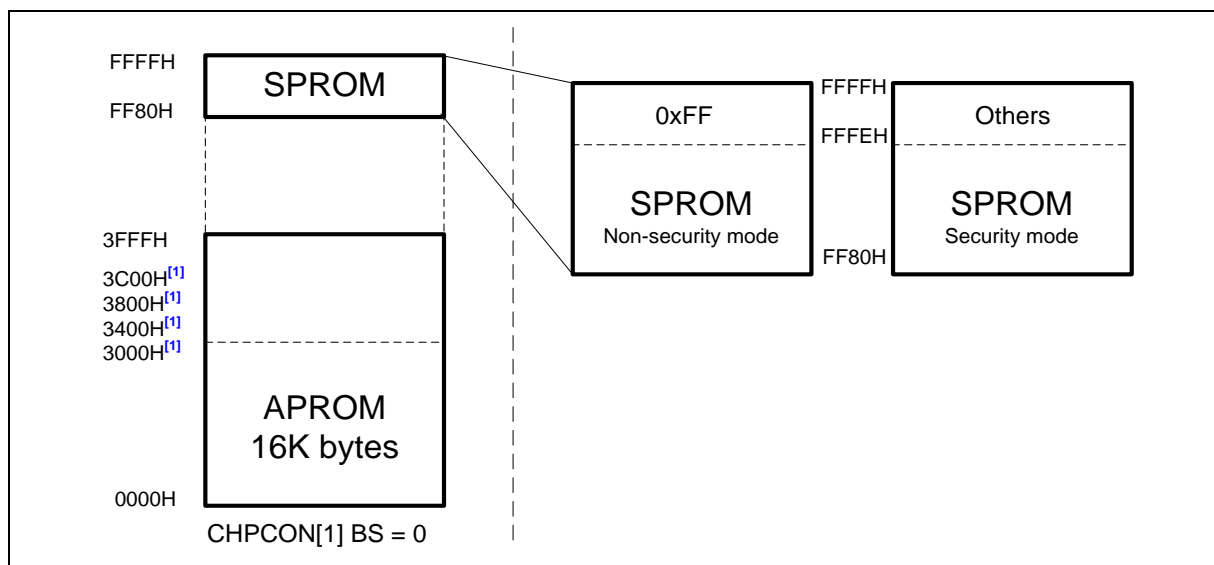 FFFFH
SPROM
FF80H
3FFFH
3C00H[1]
3800H[1]
3400H[1]
3000H[1]
APROM
16K bytes
0000H
CHPCON[1] BS = 0
0xFF
SPROM
Non-security mode
FFFFH
FFFEH
FF80H
Others
SPROM
Security mode